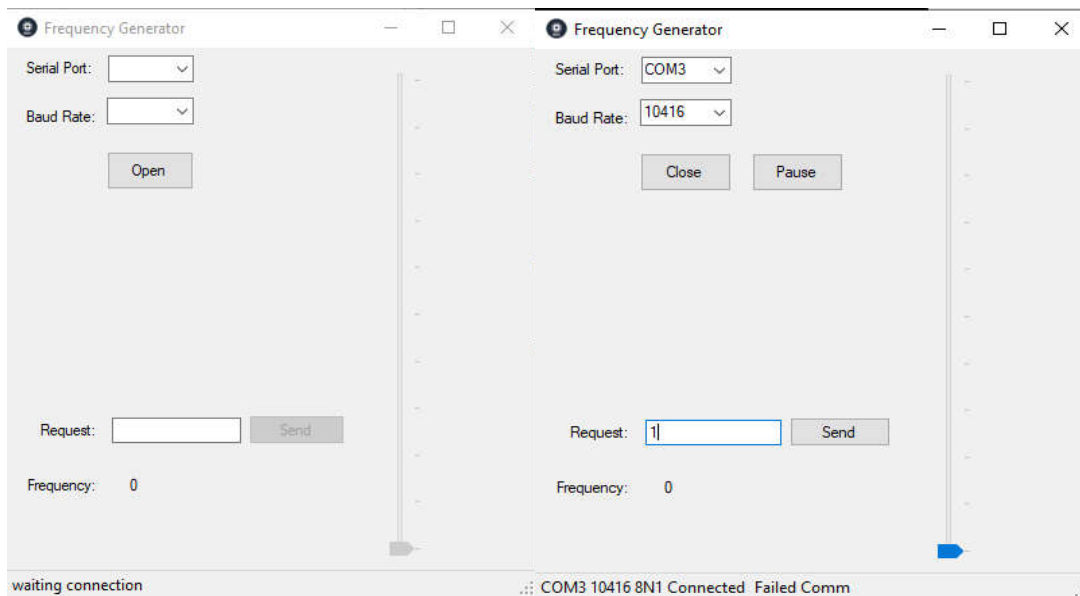 Frequency Generator
Serial Port:
Baud Rate:
Open
Request:
Send
Frequency: 0
waiting connection
Frequency Generator
Serial Port: COM3
Baud Rate: 10416
Close Pause
Request: 1 Send
Frequency: 0
COM3 10416 8N1 Connected Failed Comm